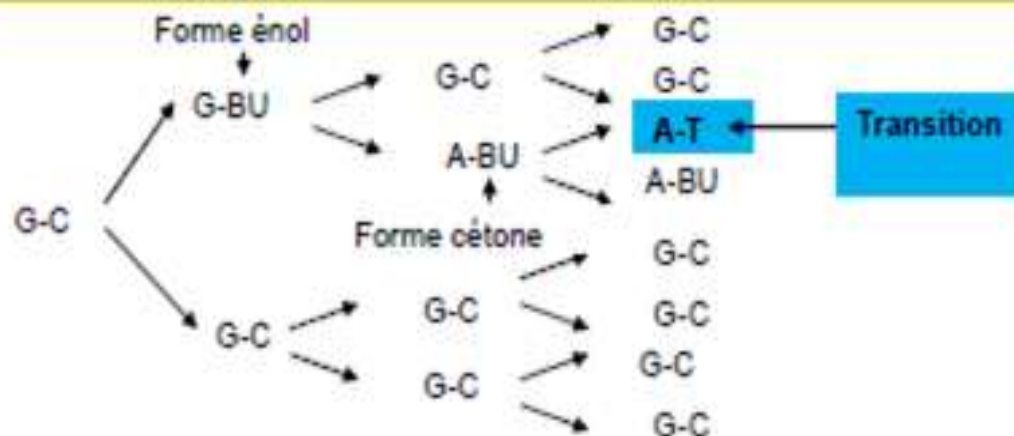 Forme énol
G-C
G-BU
G-C
G-C
A-T
Transition
A-BU
A-BU
G-C
Forme cétone
G-C
G-C
G-C
G-C
G-C
G-C
G-C